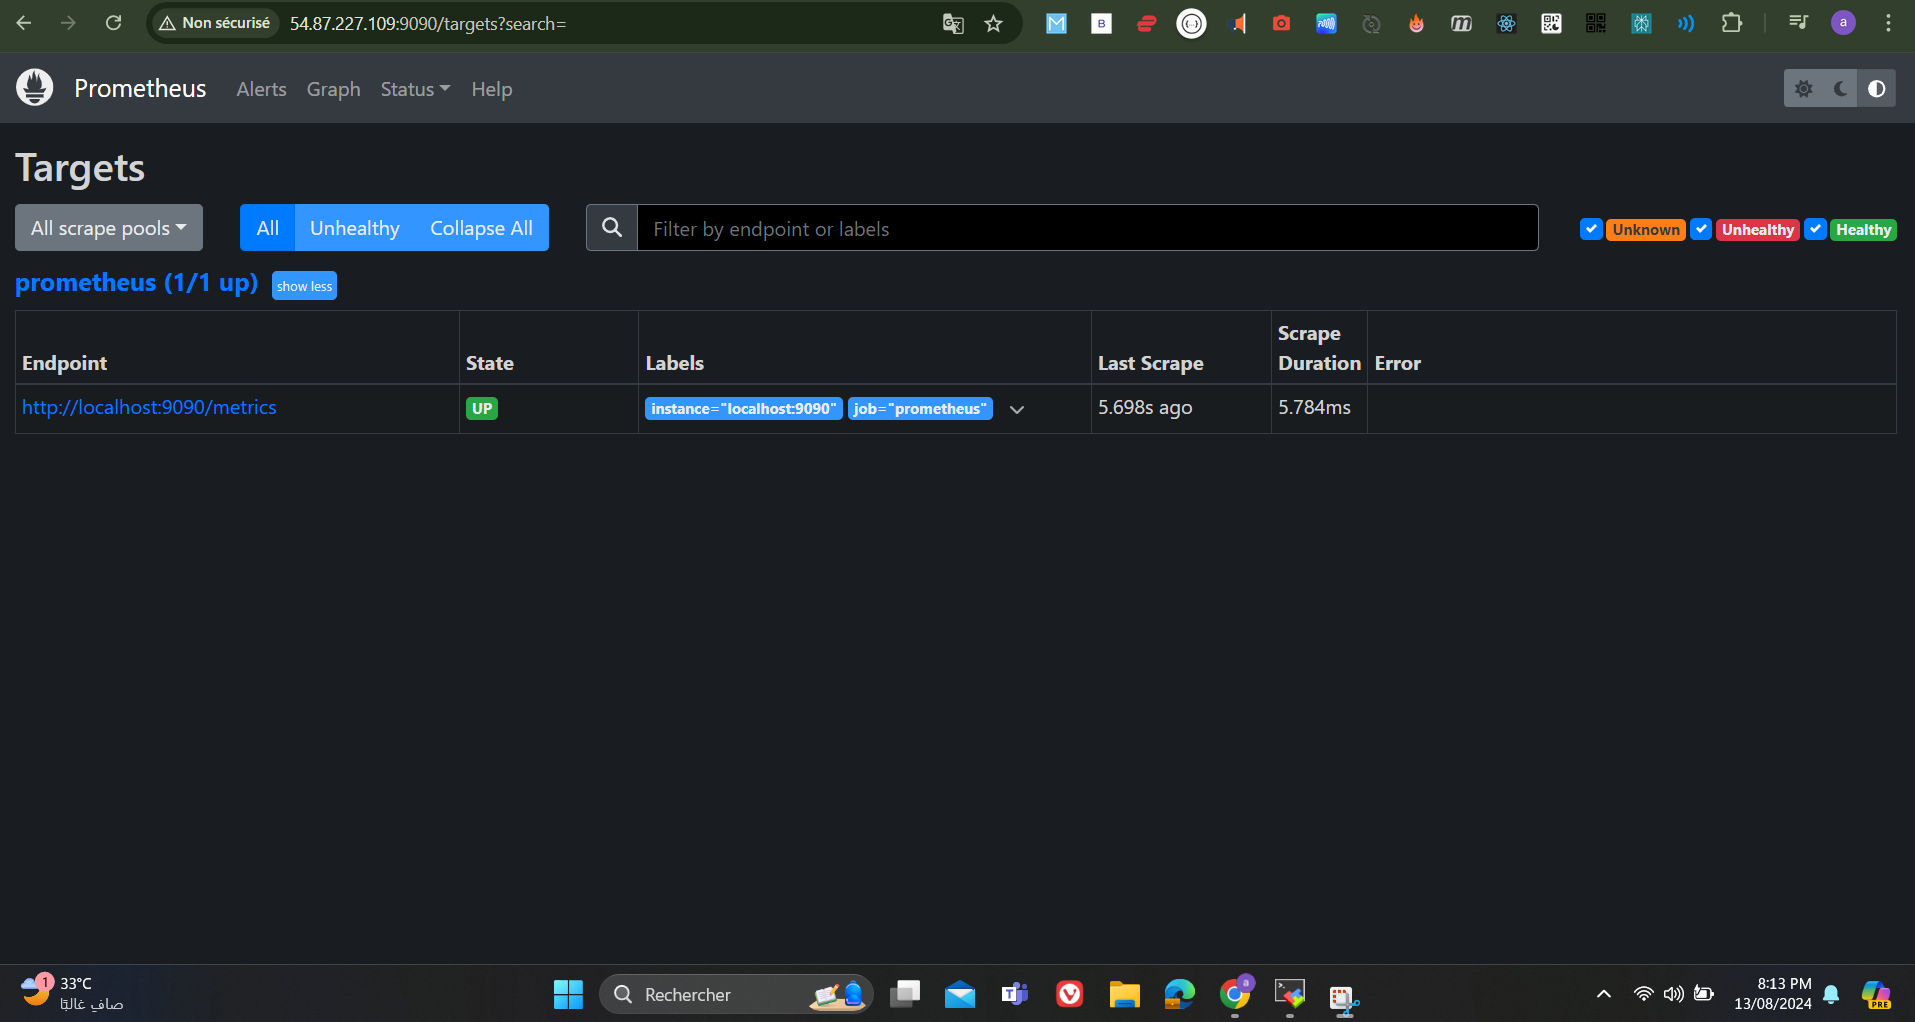 Non sécurisé 54.87.227.109:9090/targets?search=
Prometheus Alerts Graph Status Help
Targets
All scrape pools All Unhealthy Collapse All Filter by endpoint or labels Unknown Unhealthy Healthy
prometheus (1/1 up) show less
Endpoint State Labels Last Scrape Scrape Duration Error
http://localhost:9090/metrics UP instance="localhost:9090" job="prometheus" 5.698s ago 5.784ms
33°C
صافٍ غالبًا
Rechercher
8:13 PM
13/08/2024
PRE